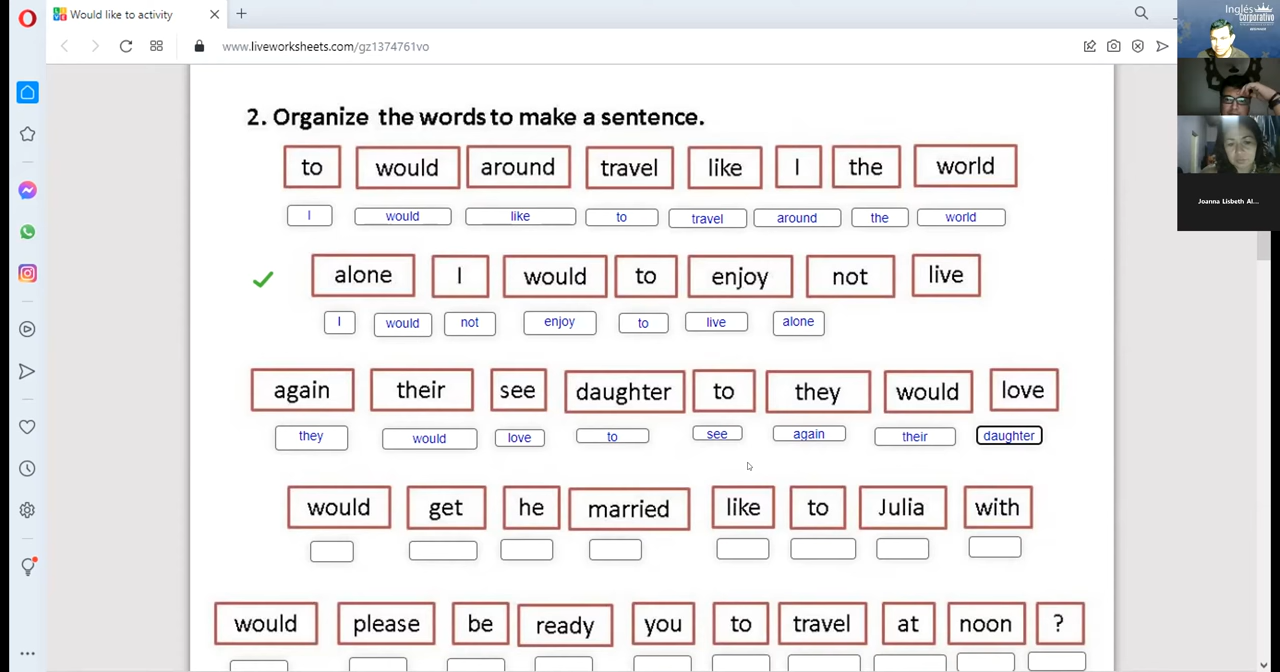 Would like to activity
www.liveworksheets.com/gz1374761vo
Inglés
Corporativo
Joanna Lisbeth Al...
2. Organize the words to make a sentence.
to would around travel like I the world
I would like to travel around the world
alone I would to enjoy not live
I would not enjoy to live alone
again their see daughter to they would love
they would love to see again their daughter
would get he married like to Julia with
would please be ready you to travel at noon ?